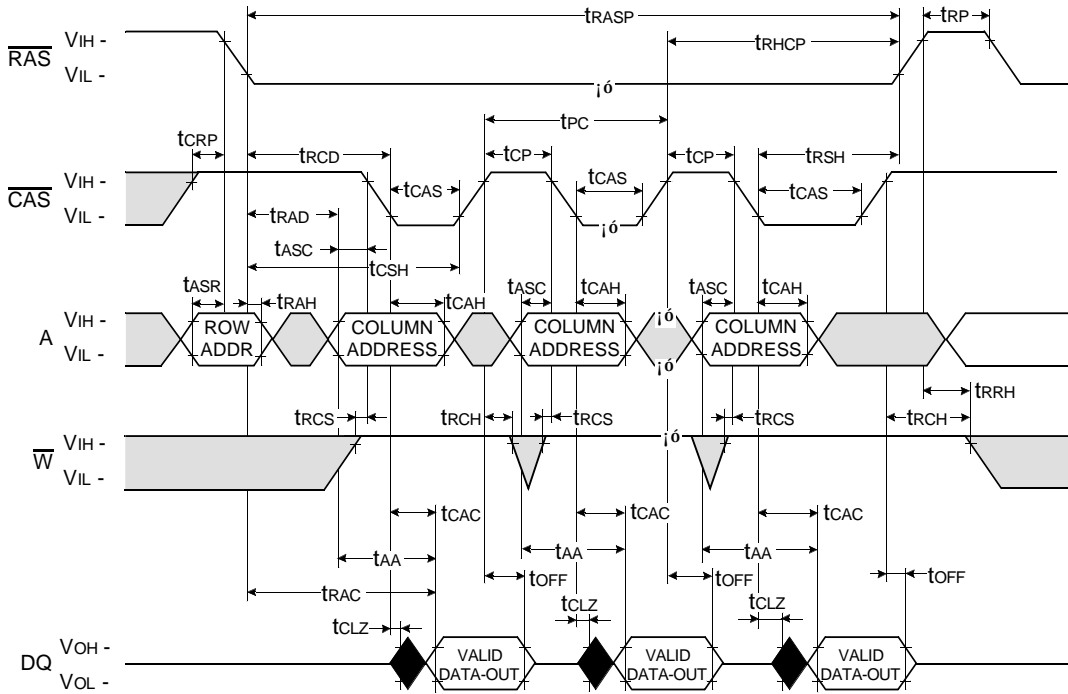 tRASP
tRP
VIH -
RAS
tRHCP
VIL -
¡ó
tPC
tCRP
tRCD
tCP
tCP
tRSH
VIH -
CAS
tCAS
tCAS
tCAS
VIL -
¡ó
tRAD
tASC
tCSH
tASR
tRAH
tCAH
tASC
tCAH
tASC
tCAH
VIH -
A
VIL -
ROW
ADDR
COLUMN
ADDRESS
COLUMN
ADDRESS
¡ó
¡ó
COLUMN
ADDRESS
tRRH
tRCS
tRCH
tRCS
tRCS
tRCH
VIH -
W
VIL -
¡ó
tCAC
tCAC
tCAC
tAA
tAA
tAA
tOFF
tOFF
tOFF
tRAC
tCLZ
tCLZ
tCLZ
VOH -
DQ
VOL -
VALID
DATA-OUT
VALID
DATA-OUT
VALID
DATA-OUT